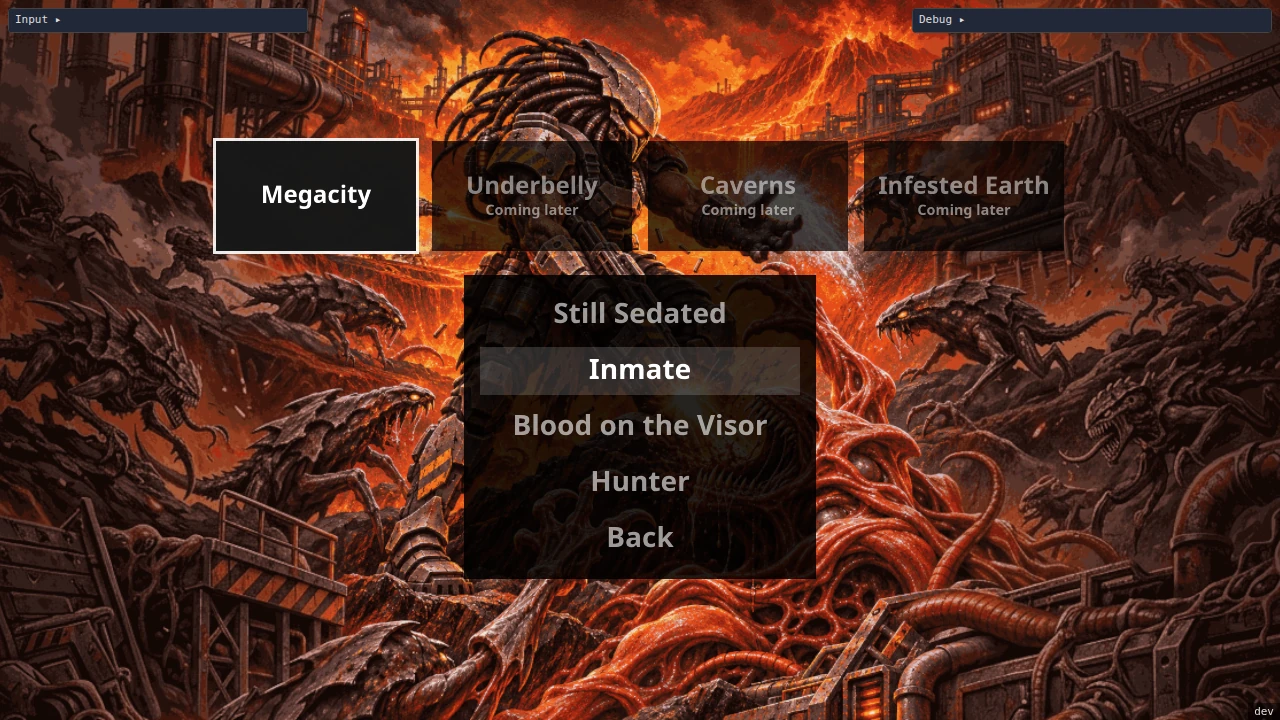 Input ▸
Debug ▸
Megacity
Underbelly
Coming later
Caverns
Coming later
Infested Earth
Coming later
Still Sedated
Inmate
Blood on the Visor
Hunter
Back
dev